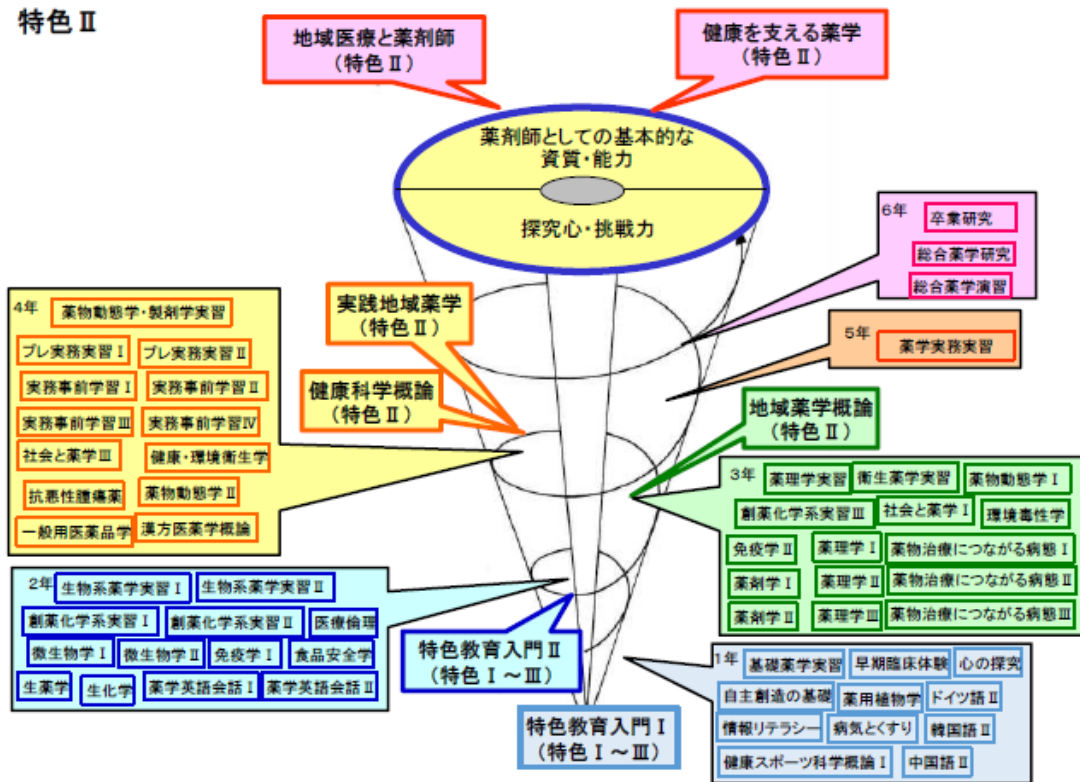 特色Ⅱ
地域医療と薬剤師
(特色Ⅱ)
健康を支える薬学
(特色Ⅱ)
薬剤師としての基本的な
資質・能力
探究心・挑戦力
6年
卒業研究
総合薬学研究
総合薬学演習
5年
薬学実務実習
実践地域薬学
(特色Ⅱ)
健康科学概論
(特色Ⅱ)
地域薬学概論
(特色Ⅱ)
4年
薬物動態学・製剤学実習
プレ実務実習Ⅰ
プレ実務実習Ⅱ
実務事前学習Ⅰ
実務事前学習Ⅱ
実務事前学習Ⅲ
実務事前学習Ⅳ
社会と薬学Ⅲ
健康・環境衛生学
抗悪性腫瘍薬
薬物動態学Ⅱ
一般用医薬品学
漢方医薬学概論
3年
薬理学実習
衛生薬学実習
薬物動態学Ⅰ
創薬化学系実習Ⅲ
社会と薬学Ⅰ
環境毒性学
免疫学Ⅱ
薬理学Ⅰ
薬物治療につながる病態Ⅰ
薬剤学Ⅰ
薬理学Ⅱ
薬物治療につながる病態Ⅱ
薬剤学Ⅱ
薬理学Ⅲ
薬物治療につながる病態Ⅲ
2年
生物系薬学実習Ⅰ
生物系薬学実習Ⅱ
創薬化学系実習Ⅰ
創薬化学系実習Ⅱ
医療倫理
微生物学Ⅰ
微生物学Ⅱ
免疫学Ⅰ
食品安全学
生薬学
生化学
薬学英語会話Ⅰ
薬学英語会話Ⅱ
特色教育入門Ⅱ
(特色Ⅰ~Ⅲ)
特色教育入門Ⅰ
(特色Ⅰ~Ⅲ)
1年
基礎薬学実習
早期臨床体験
心の探究
自主創造の基礎
薬用植物学
ドイツ語Ⅱ
情報リテラシー
病気とくすり
韓国語Ⅱ
健康スポーツ科学概論Ⅰ
中国語Ⅱ